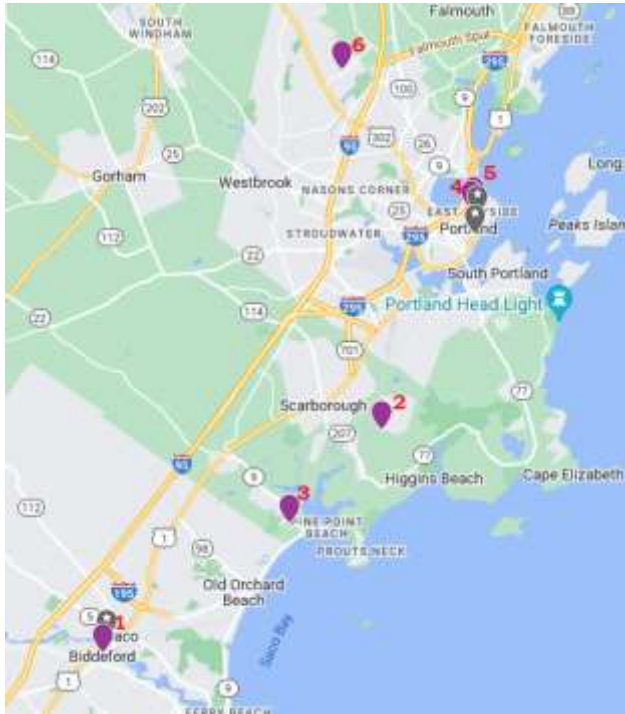 Falmouth
89
SOUTH
WINDHAM
FALMOUTH
FORESIDE
6
Falmouth Spur
114
295
100
9
202
1
302
26
95
25
9
5
Long
Gorham
Westbrook
NASONS CORNER
4
25
EAST
SIDE
Portland
Peaks Islan
STROUDWATER
295
112
22
South Portland
Portland Head Light
295
114
22
701
77
Scarborough
2
207
77
95
Higgins Beach
Cape Elizabeth
9
3
112
PINE POINT
BEACH
1
PROUTS NECK
98
Old Orchard
Beach
195
5
1
aco
Saco Bay
Biddeford
1
9
FERRY BEACH